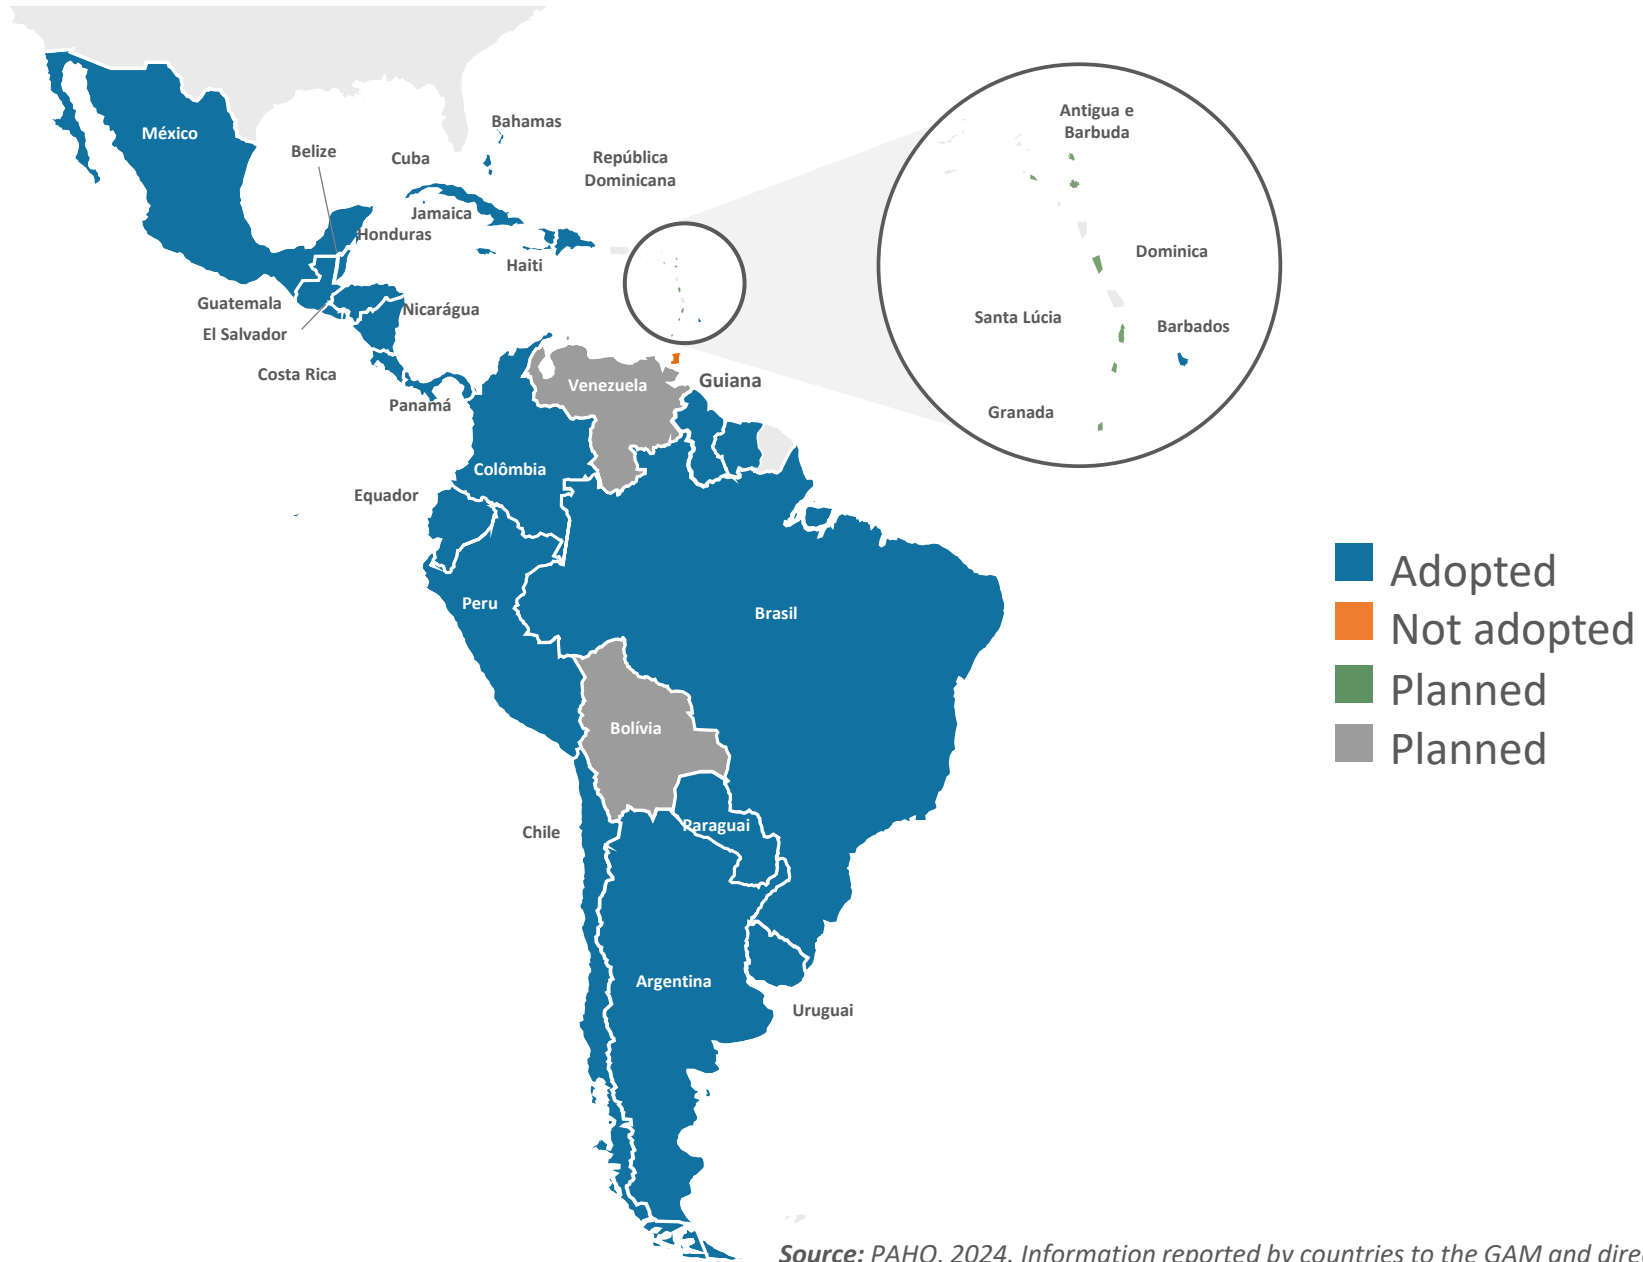 México
Belize
Cuba
Bahamas
República
Dominicana
Jamaica
Honduras
Haiti
Guatemala
Nicarágua
El Salvador
Costa Rica
Panamá
Venezuela
Guiana
Colômbia
Equador
Peru
Brasil
Bolívia
Paraguai
Chile
Argentina
Uruguai
Antigua e
Barbuda
Dominica
Santa Lúcia
Barbados
Granada
Adopted
Not adopted
Planned
Planned
Source: PAHO. 2024. Information reported by countries to the GAM and